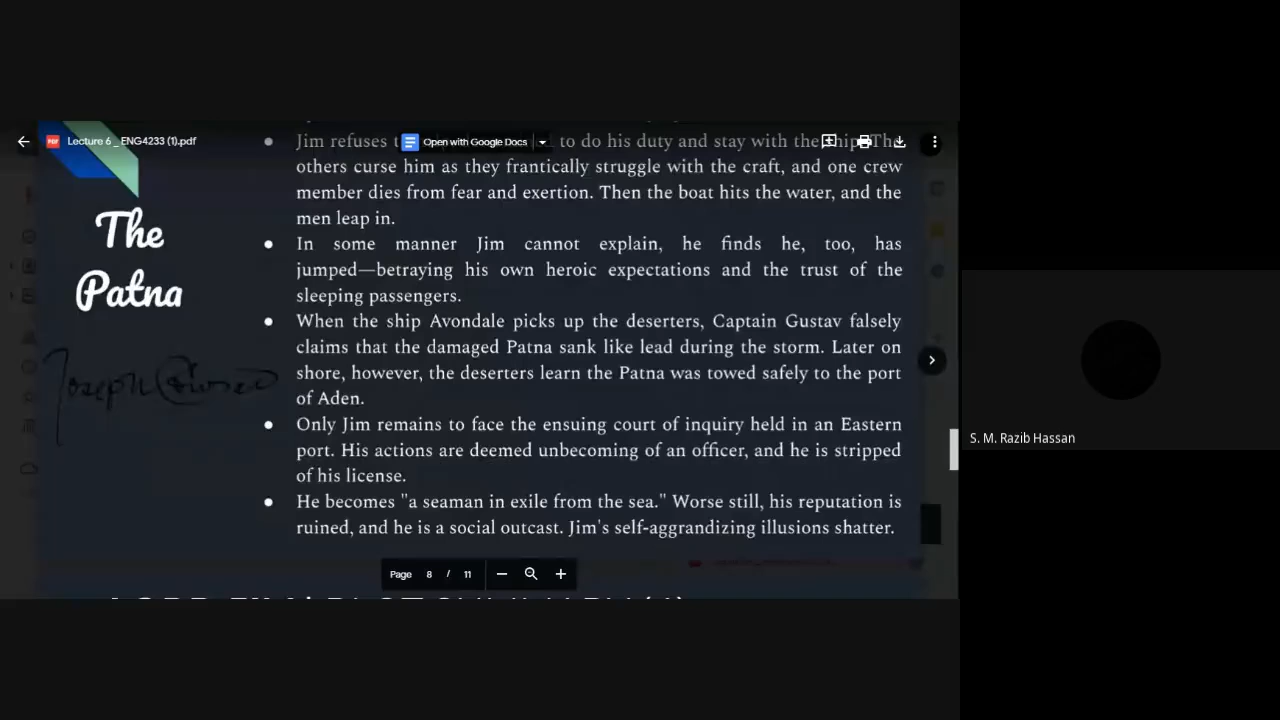 Lecture 6 _ ENG4233 (1).pdf
Open with Google Docs
Jim refuses to do his duty and stay with the ship. The
others curse him as they frantically struggle with the craft, and one crew
member dies from fear and exertion. Then the boat hits the water, and the
men leap in.
The
Patna
In some manner Jim cannot explain, he finds he, too, has
jumped—betraying his own heroic expectations and the trust of the
sleeping passengers.
When the ship Avondale picks up the deserters, Captain Gustav falsely
claims that the damaged Patna sank like lead during the storm. Later on
shore, however, the deserters learn the Patna was towed safely to the port
of Aden.
Joseph Conrad
Only Jim remains to face the ensuing court of inquiry held in an Eastern
port. His actions are deemed unbecoming of an officer, and he is stripped
of his license.
He becomes "a seaman in exile from the sea." Worse still, his reputation is
ruined, and he is a social outcast. Jim's self-aggrandizing illusions shatter.
Page 8 / 11
S. M. Razib Hassan